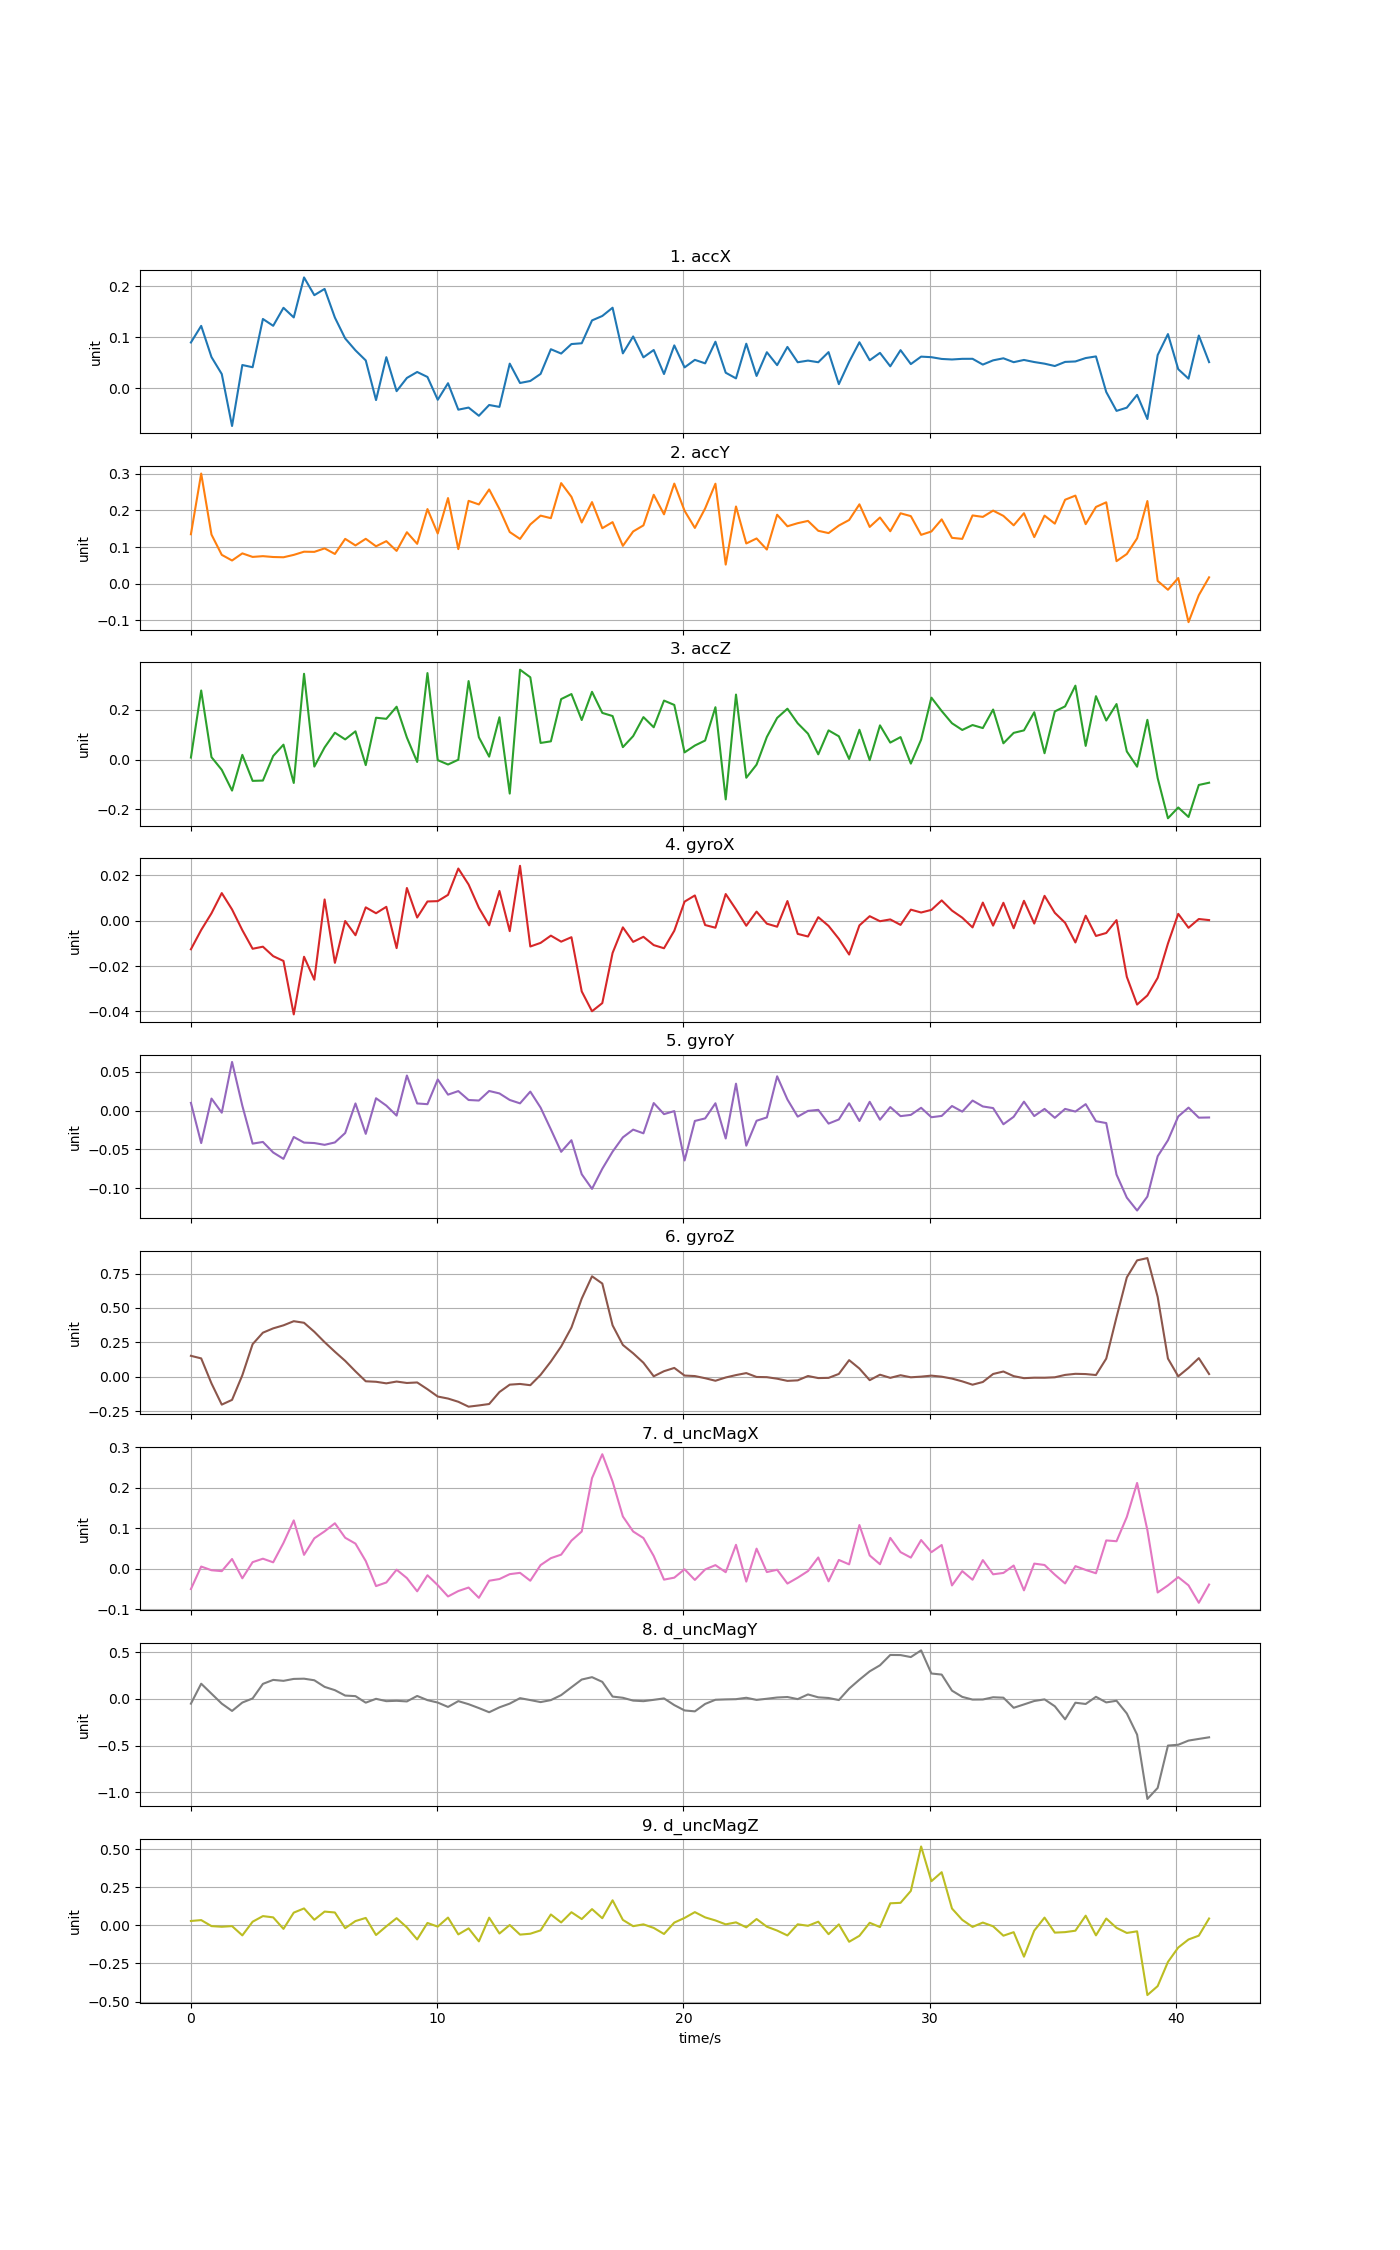 1. accX
0.2
0.1
0.0
unit
2. accY
0.3
0.2
0.1
0.0
−0.1
unit
3. accZ
0.2
0.0
−0.2
unit
4. gyroX
0.02
0.00
−0.02
−0.04
unit
5. gyroY
0.05
0.00
−0.05
−0.10
unit
6. gyroZ
0.75
0.50
0.25
0.00
−0.25
unit
7. d_uncMagX
0.3
0.2
0.1
0.0
−0.1
unit
8. d_uncMagY
0.5
0.0
−0.5
−1.0
unit
9. d_uncMagZ
0.50
0.25
0.00
−0.25
−0.50
unit
0 10 20 30 40
time/s